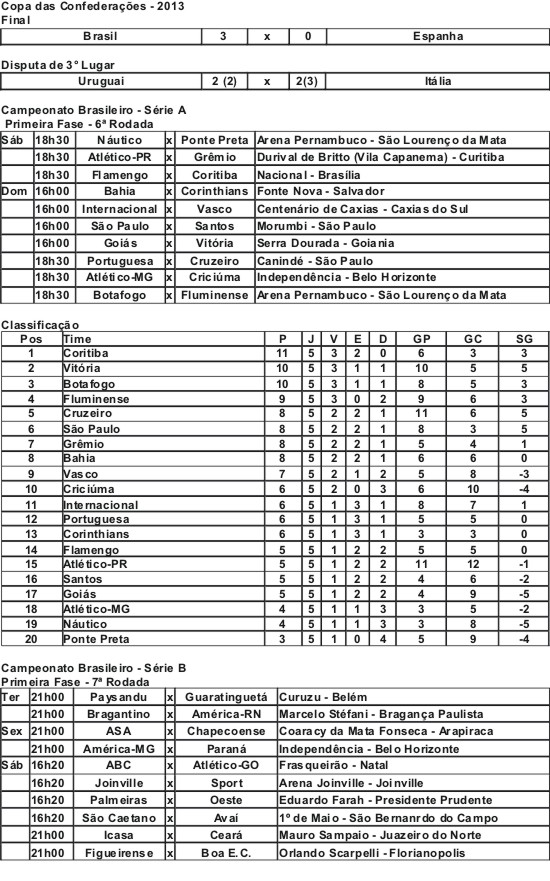 Copa das Confederações - 2013
Final
Brasil 3 x 0 Espanha
Disputa de 3° Lugar
Uruguai 2 (2) x 2(3) Itália
Campeonato Brasileiro - Série A
Primeira Fase - 6ª Rodada
Sáb 18h30 Náutico x Ponte Preta Arena Pernambuco - São Lourenço da Mata
18h30 Atlético-PR x Grêmio Durival de Britto (Vila Capanema) - Curitiba
18h30 Flamengo x Coritiba Nacional - Brasília
Dom 16h00 Bahia x Corinthians Fonte Nova - Salvador
16h00 Internacional x Vasco Centenário de Caxias - Caxias do Sul
16h00 São Paulo x Santos Morumbi - São Paulo
16h00 Goiás x Vitória Serra Dourada - Goiania
18h30 Portuguesa x Cruzeiro Canindé - São Paulo
18h30 Atlético-MG x Criciúma Independência - Belo Horizonte
18h30 Botafogo x Fluminense Arena Pernambuco - São Lourenço da Mata
Classificação
Pos Time P J V E D GP GC SG
1 Coritiba 11 5 3 2 0 6 3 3
2 Vitória 10 5 3 1 1 10 5 5
3 Botafogo 10 5 3 1 1 8 5 3
4 Fluminense 9 5 3 0 2 9 6 3
5 Cruzeiro 8 5 2 2 1 11 6 5
6 São Paulo 8 5 2 2 1 8 3 5
7 Grêmio 8 5 2 2 1 5 4 1
8 Bahia 8 5 2 2 1 6 6 0
9 Vasco 7 5 2 1 2 5 8 -3
10 Criciúma 6 5 2 0 3 6 10 -4
11 Internacional 6 5 1 3 1 8 7 1
12 Portuguesa 6 5 1 3 1 5 5 0
13 Corinthians 6 5 1 3 1 3 3 0
14 Flamengo 5 5 1 2 2 5 5 0
15 Atlético-PR 5 5 1 2 2 11 12 -1
16 Santos 5 5 1 2 2 4 6 -2
17 Goiás 5 5 1 2 2 4 9 -5
18 Atlético-MG 4 5 1 1 3 3 5 -2
19 Náutico 4 5 1 1 3 3 8 -5
20 Ponte Preta 3 5 1 0 4 5 9 -4
Campeonato Brasileiro - Série B
Primeira Fase - 7ª Rodada
Ter 21h00 Paysandu x Guaratinguetá Curuzu - Belém
21h00 Bragantino x América-RN Marcelo Stéfani - Bragança Paulista
Sex 21h00 ASA x Chapecoense Coaracy da Mata Fonseca - Arapiraca
21h00 América-MG x Paraná Independência - Belo Horizonte
Sáb 16h20 ABC x Atlético-GO Frasqueirão - Natal
16h20 Joinville x Sport Arena Joinville - Joinville
16h20 Palmeiras x Oeste Eduardo Farah - Presidente Prudente
16h20 São Caetano x Avaí 1º de Maio - São Bernanrdo do Campo
21h00 Icasa x Ceará Mauro Sampaio - Juazeiro do Norte
21h00 Figueirense x Boa E.C. Orlando Scarpelli - Florianopolis